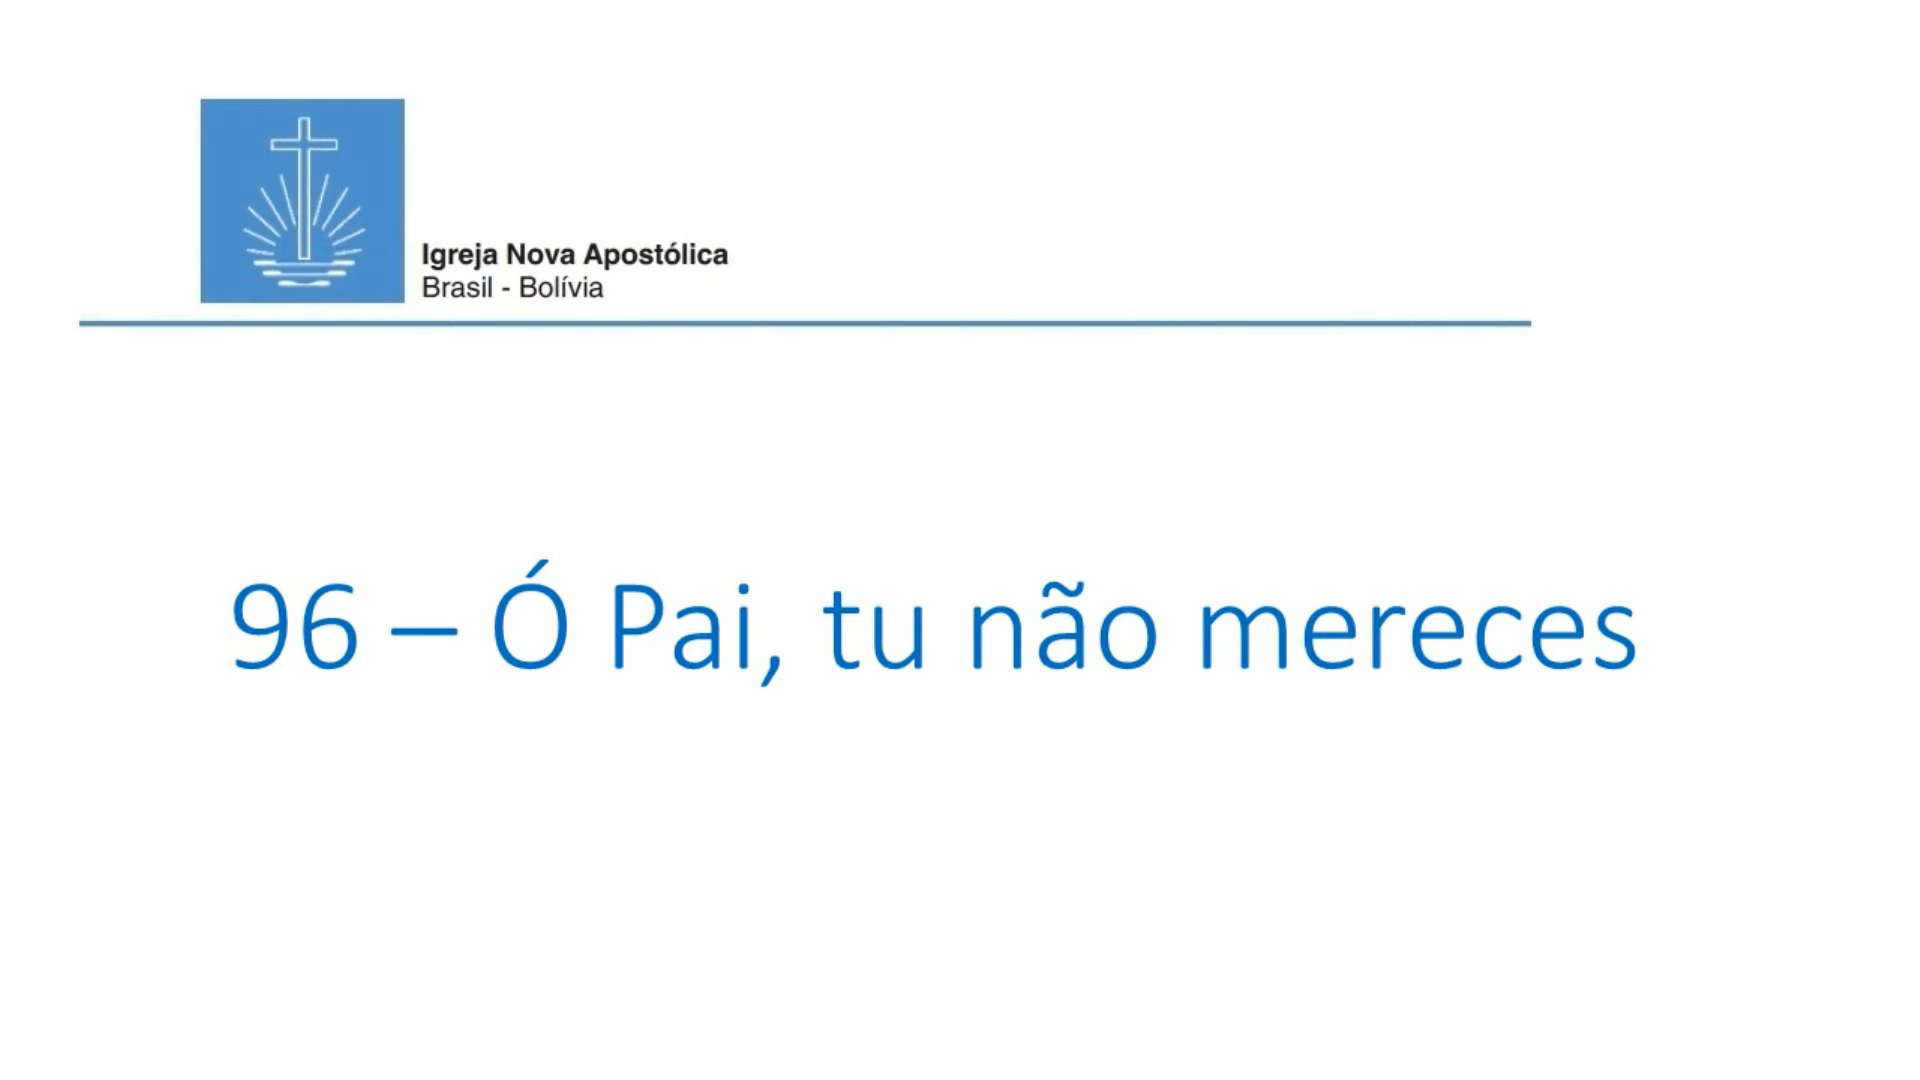 Igreja Nova Apostólica
Brasil - Bolívia
96 – Ó Pai, tu não mereces